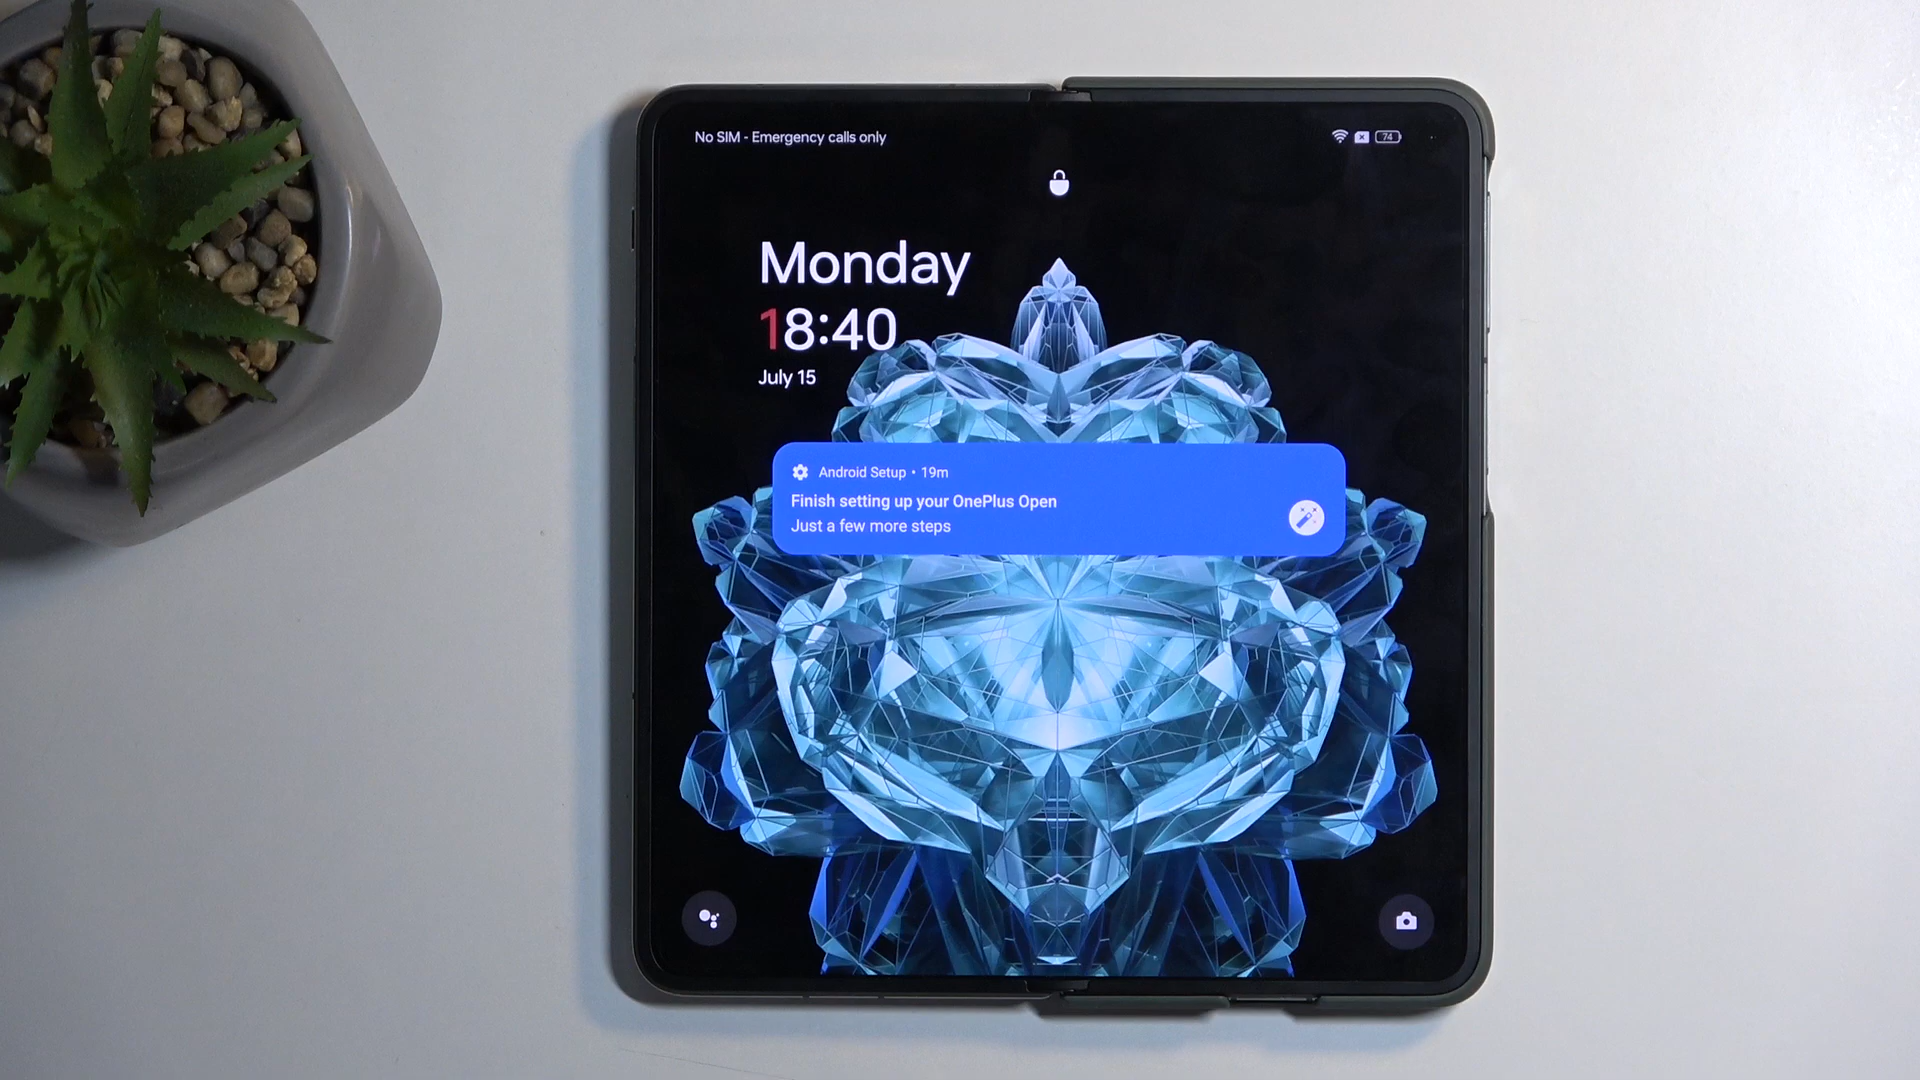 No SIM - Emergency calls only
74
Monday
18:40
July 15
Android Setup • 19m
Finish setting up your OnePlus Open
Just a few more steps